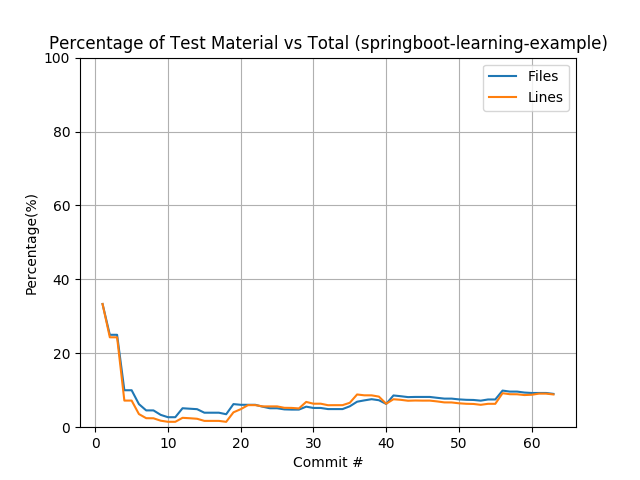 Percentage of Test Material vs Total (springboot-learning-example)
Files
Lines
Percentage(%)
100
80
60
40
20
0
0 10 20 30 40 50 60
Commit #